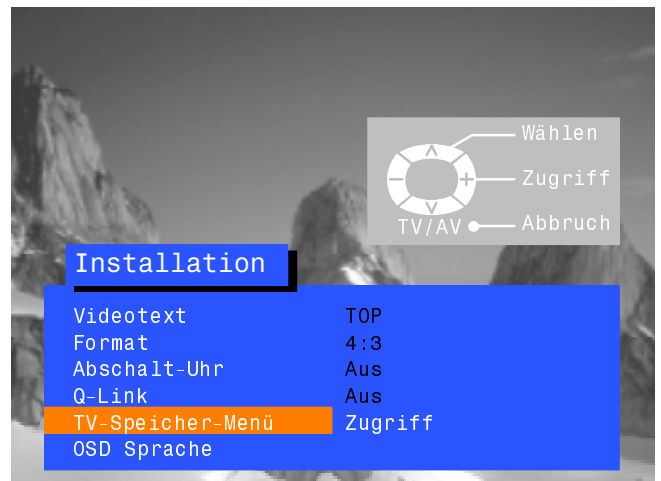 Wählen
Zugriff
TV/AV Abbruch
Installation
Videotext TOP
Format 4:3
Abschalt-Uhr Aus
Q-Link Aus
TV-Speicher-Menü Zugriff
OSD Sprache